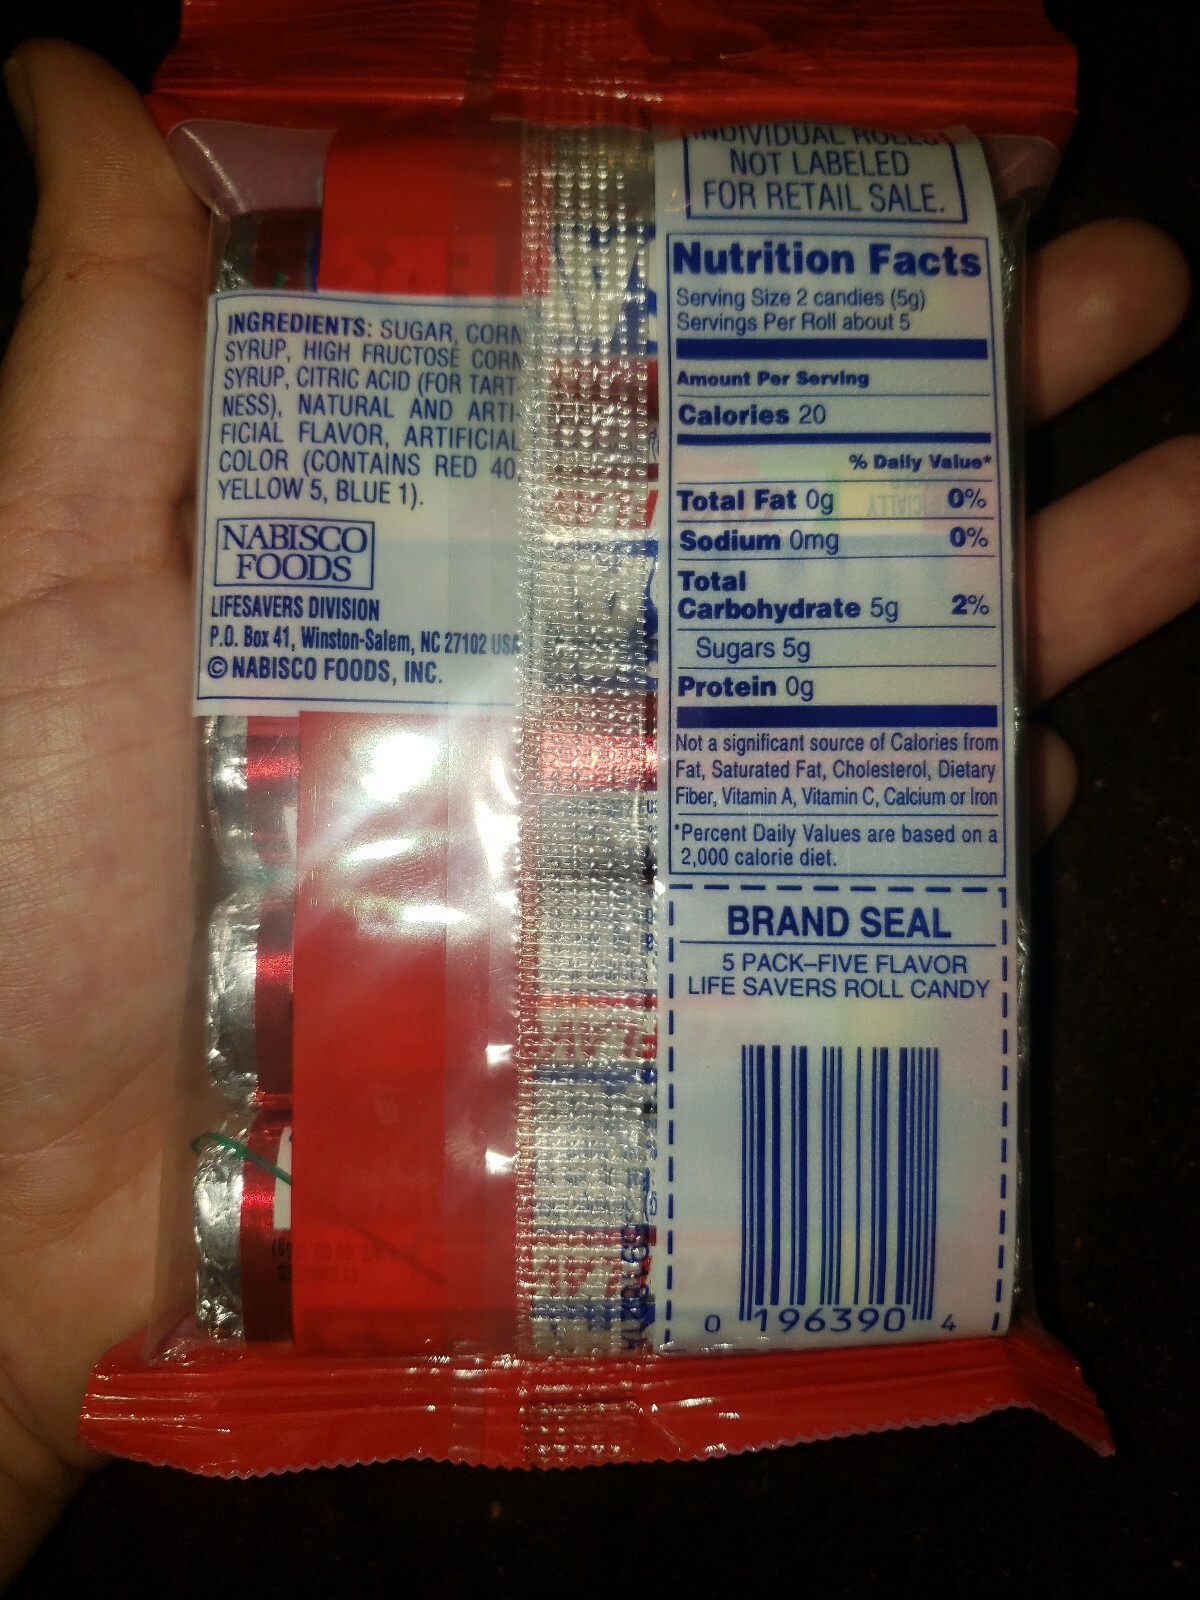 INGREDIENTS: SUGAR, CORN
SYRUP, HIGH FRUCTOSE CORN
SYRUP, CITRIC ACID (FOR TART-
NESS), NATURAL AND ARTI-
FICIAL FLAVOR, ARTIFICIAL
COLOR (CONTAINS RED 40,
YELLOW 5, BLUE 1).
NABISCO
FOODS
LIFESAVERS DIVISION
P.O. Box 41, Winston-Salem, NC 27102 USA
© NABISCO FOODS, INC.
INDIVIDUAL ROLLS
NOT LABELED
FOR RETAIL SALE.
Nutrition Facts
Serving Size 2 candies (5g)
Servings Per Roll about 5
Amount Per Serving
Calories 20
% Daily Value*
Total Fat 0g 0%
Sodium 0mg 0%
Total
Carbohydrate 5g 2%
Sugars 5g
Protein 0g
Not a significant source of Calories from
Fat, Saturated Fat, Cholesterol, Dietary
Fiber, Vitamin A, Vitamin C, Calcium or Iron
*Percent Daily Values are based on a
2,000 calorie diet.
BRAND SEAL
5 PACK–FIVE FLAVOR
LIFE SAVERS ROLL CANDY
0 196390 4